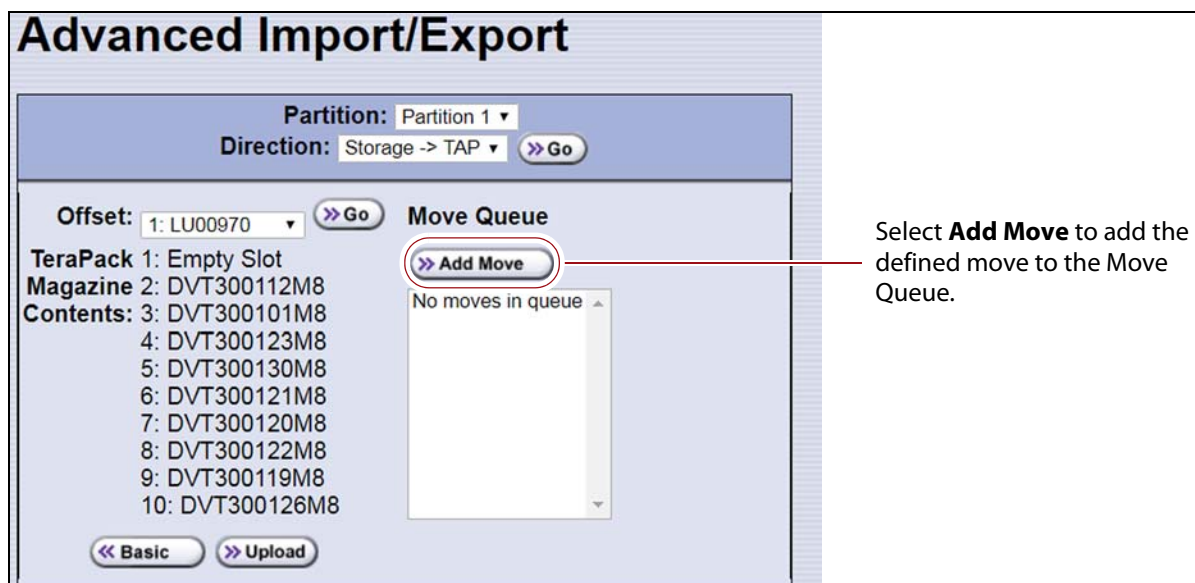 Advanced Import/Export
Partition: Partition 1
Direction: Storage -> TAP Go
Offset: 1: LU00970 Go Move Queue
TeraPack 1: Empty Slot Add Move
Magazine 2: DVT300112M8 No moves in queue
Contents: 3: DVT300101M8
4: DVT300123M8
5: DVT300130M8
6: DVT300121M8
7: DVT300120M8
8: DVT300122M8
9: DVT300119M8
10: DVT300126M8
Basic Upload
Select Add Move to add the
defined move to the Move
Queue.